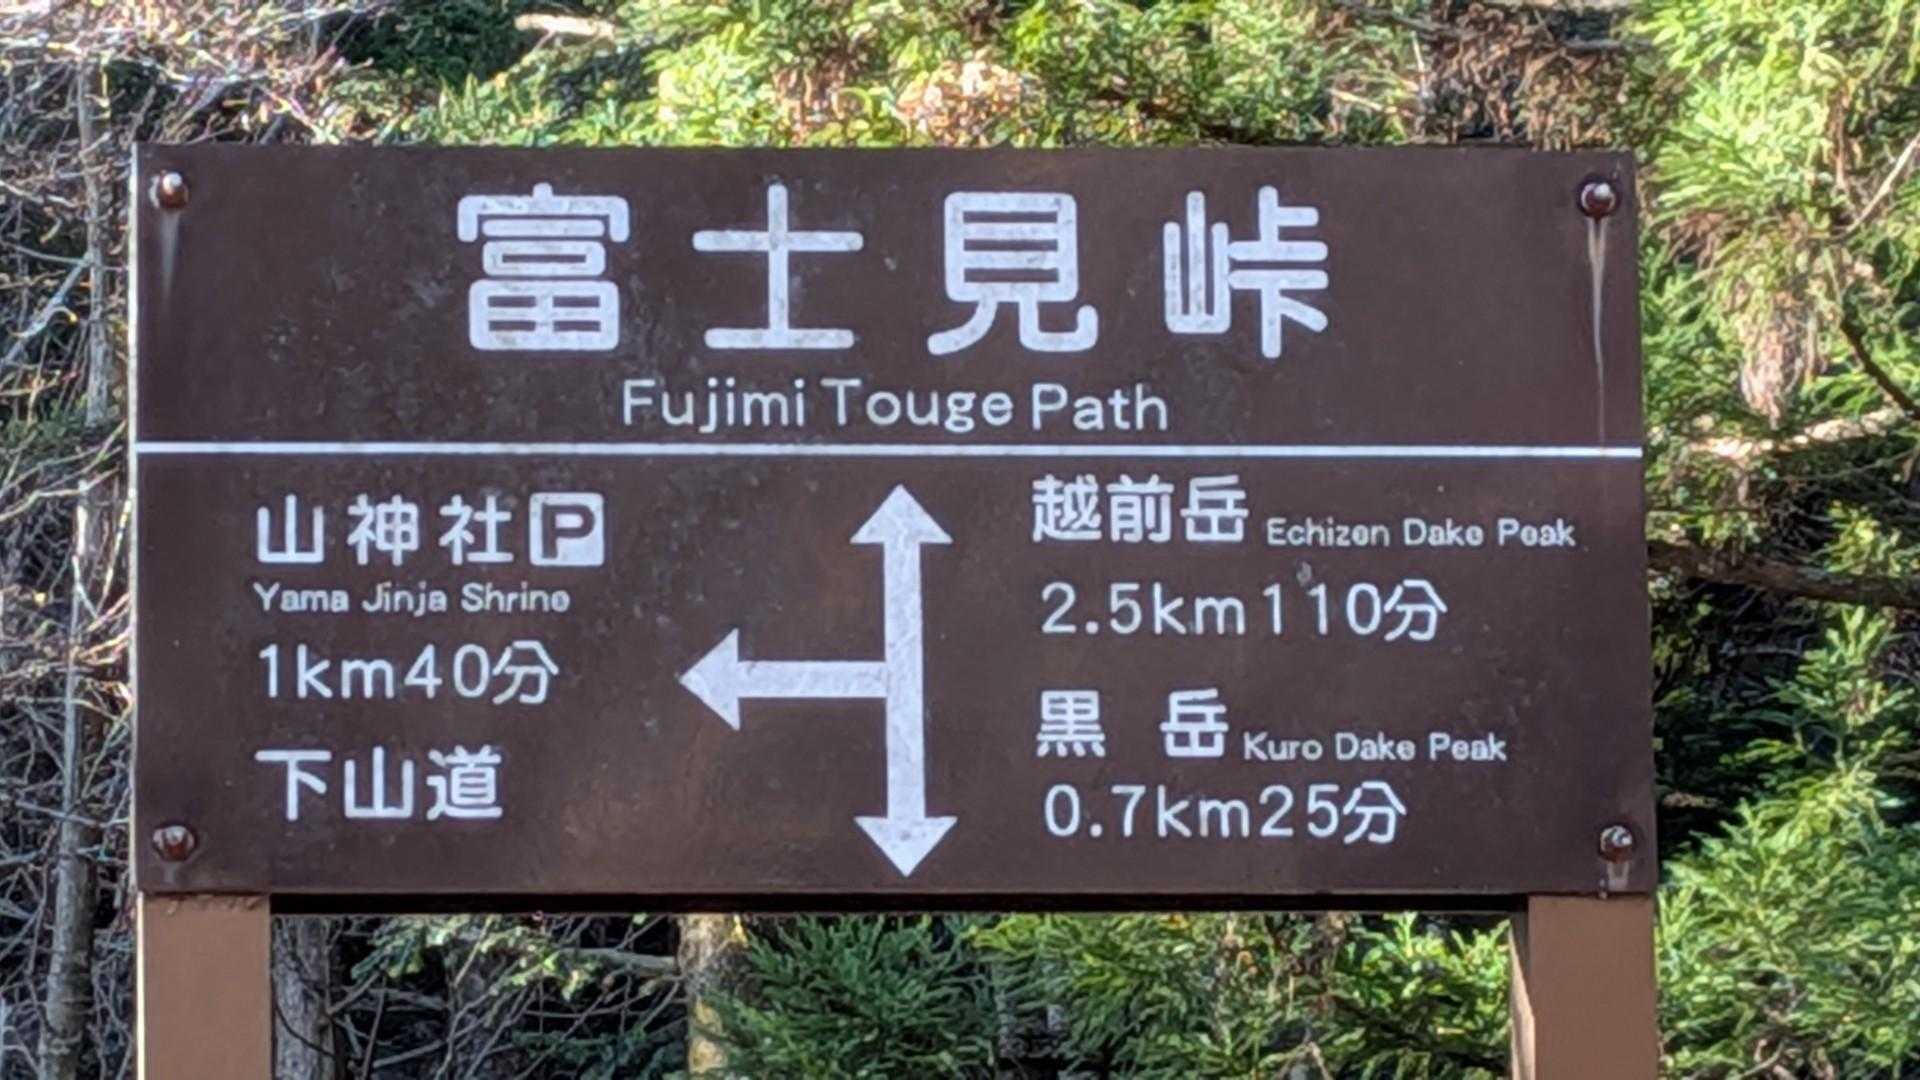 富士見峠
Fujimi Touge Path
山神社P
Yama Jinja Shrine
1km40分
下山道
越前岳 Echizen Dake Peak
2.5km110分
黒岳 Kuro Dake Peak
0.7km25分